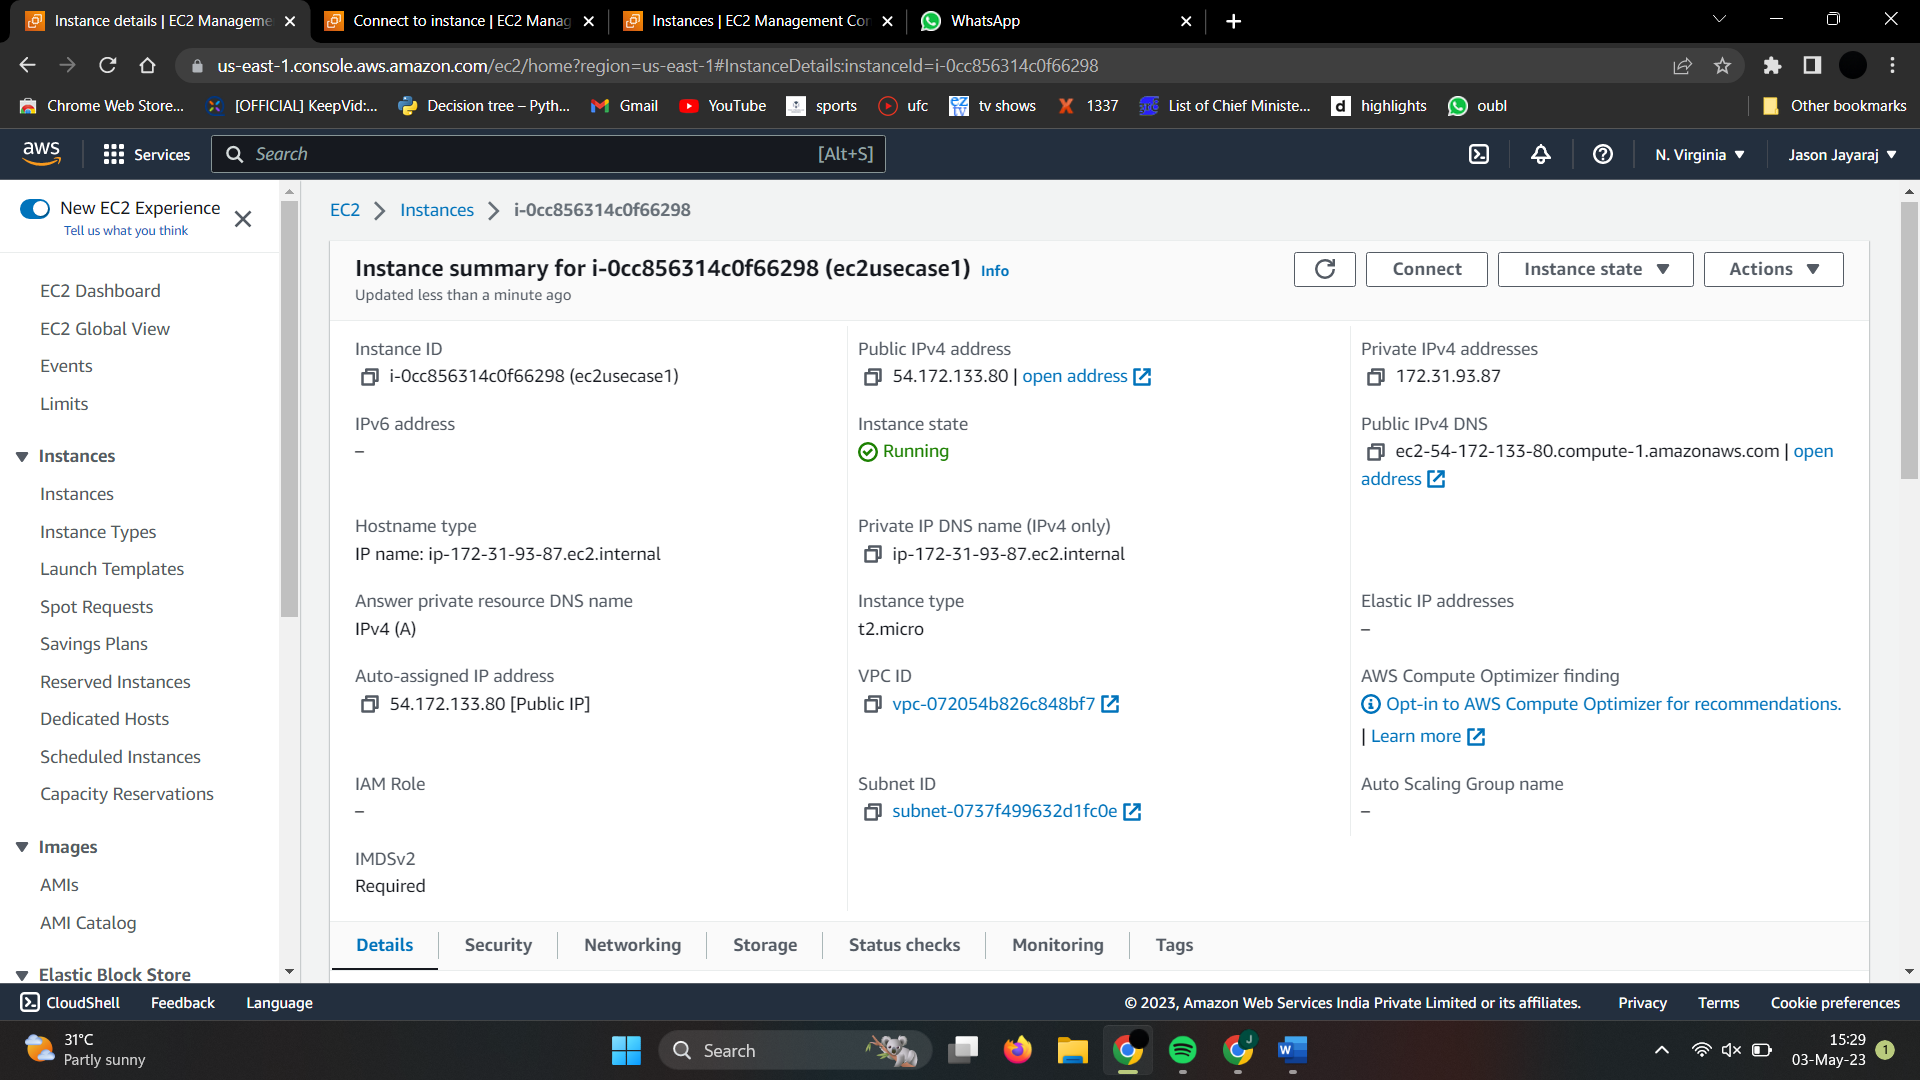 Instance details | EC2 Manageme
Connect to instance | EC2 Manag
Instances | EC2 Management Con
WhatsApp
us-east-1.console.aws.amazon.com/ec2/home?region=us-east-1#InstanceDetails:instanceId=i-0cc856314c0f66298
Chrome Web Store...
[OFFICIAL] KeepVid:...
Decision tree – Pyth...
Gmail
YouTube
sports
ufc
tv shows
1337
List of Chief Ministe...
highlights
oubl
Other bookmarks
aws
Services
Search
[Alt+S]
N. Virginia
Jason Jayaraj
New EC2 Experience
Tell us what you think
EC2 Dashboard
EC2 Global View
Events
Limits
Instances
Instances
Instance Types
Launch Templates
Spot Requests
Savings Plans
Reserved Instances
Dedicated Hosts
Scheduled Instances
Capacity Reservations
Images
AMIs
AMI Catalog
Elastic Block Store
EC2
Instances
i-0cc856314c0f66298
Instance summary for i-0cc856314c0f66298 (ec2usecase1) Info
Updated less than a minute ago
Connect
Instance state
Actions
Instance ID
i-0cc856314c0f66298 (ec2usecase1)
Public IPv4 address
54.172.133.80 | open address
Private IPv4 addresses
172.31.93.87
IPv6 address
–
Instance state
Running
Public IPv4 DNS
ec2-54-172-133-80.compute-1.amazonaws.com | open
address
Hostname type
IP name: ip-172-31-93-87.ec2.internal
Private IP DNS name (IPv4 only)
ip-172-31-93-87.ec2.internal
Answer private resource DNS name
IPv4 (A)
Instance type
t2.micro
Elastic IP addresses
–
Auto-assigned IP address
54.172.133.80 [Public IP]
VPC ID
vpc-072054b826c848bf7
AWS Compute Optimizer finding
Opt-in to AWS Compute Optimizer for recommendations.
| Learn more
IAM Role
–
Subnet ID
subnet-0737f499632d1fc0e
Auto Scaling Group name
–
IMDSv2
Required
Details
Security
Networking
Storage
Status checks
Monitoring
Tags
CloudShell
Feedback
Language
© 2023, Amazon Web Services India Private Limited or its affiliates.
Privacy
Terms
Cookie preferences
31°C
Partly sunny
Search
15:29
03-May-23
1